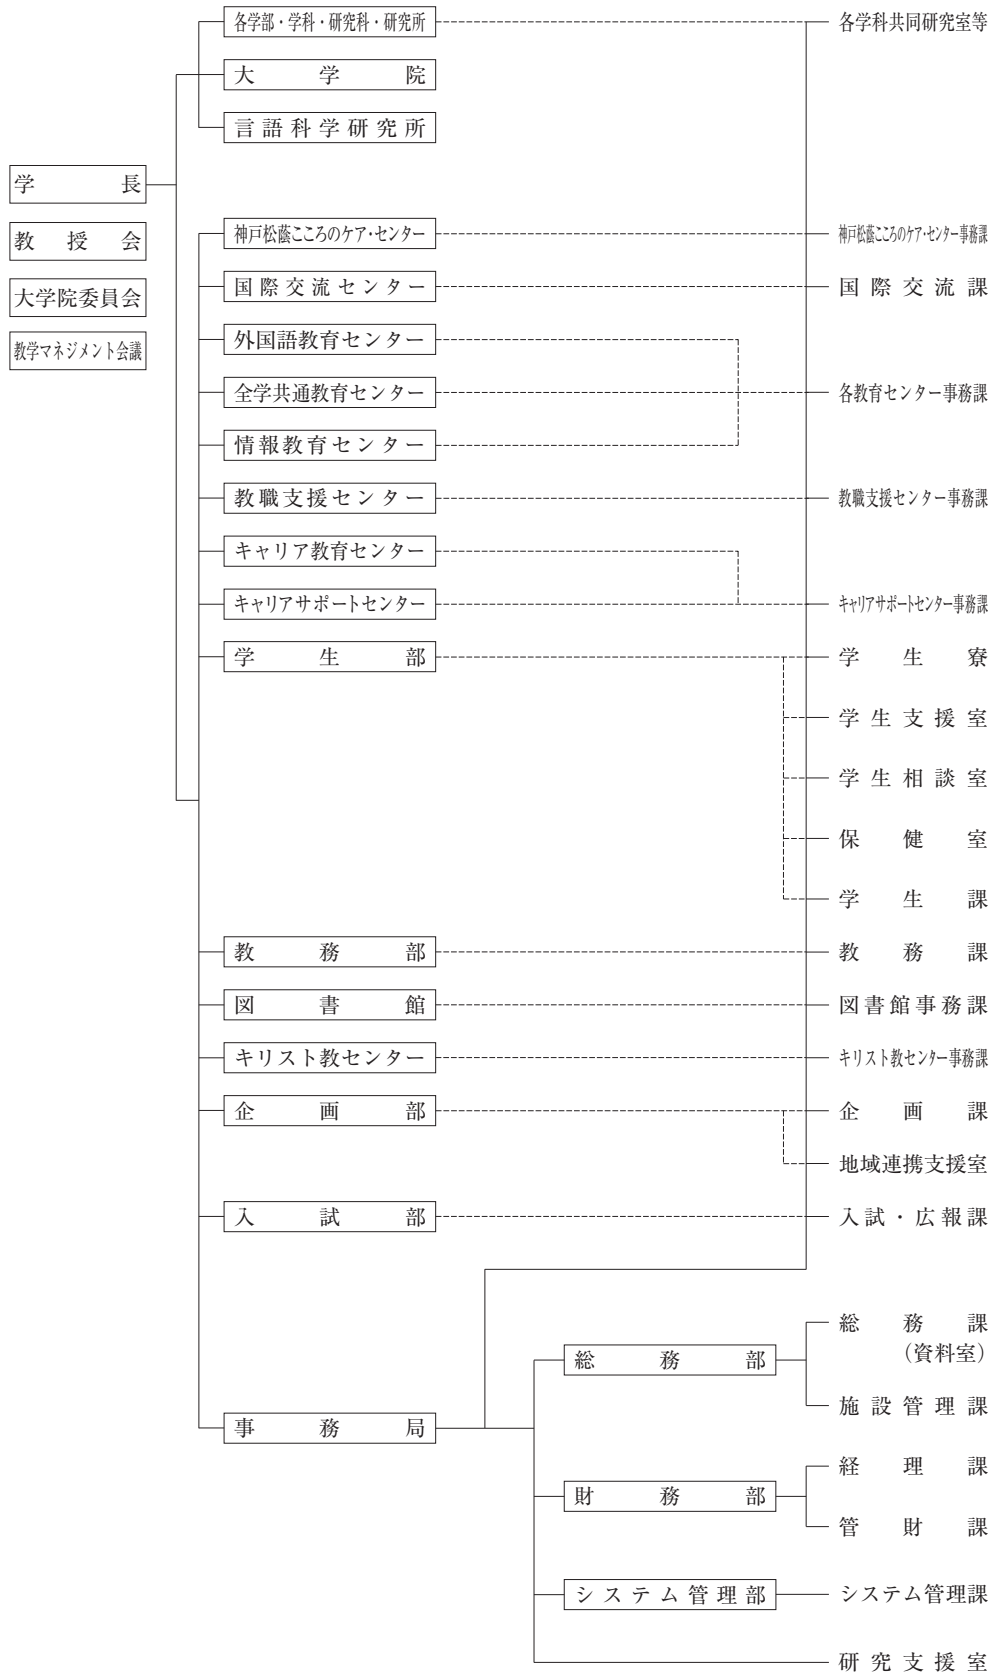 各学部・学科・研究科・研究所
各学科共同研究室等
大学院
言語科学研究所
学長
教授会
大学院委員会
教学マネジメント会議
神戸松蔭こころのケア・センター
神戸松蔭こころのケア・センター事務課
国際交流センター
国際交流課
外国語教育センター
全学共通教育センター
各教育センター事務課
情報教育センター
教職支援センター
教職支援センター事務課
キャリア教育センター
キャリアサポートセンター
キャリアサポートセンター事務課
学生部
学生寮
学生支援室
学生相談室
保健室
学生課
教務部
教務課
図書館
図書館事務課
キリスト教センター
キリスト教センター事務課
企画部
企画課
地域連携支援室
入試部
入試・広報課
総務部
総務課
（資料室）
施設管理課
事務局
財務部
経理課
管財課
システム管理部
システム管理課
研究支援室